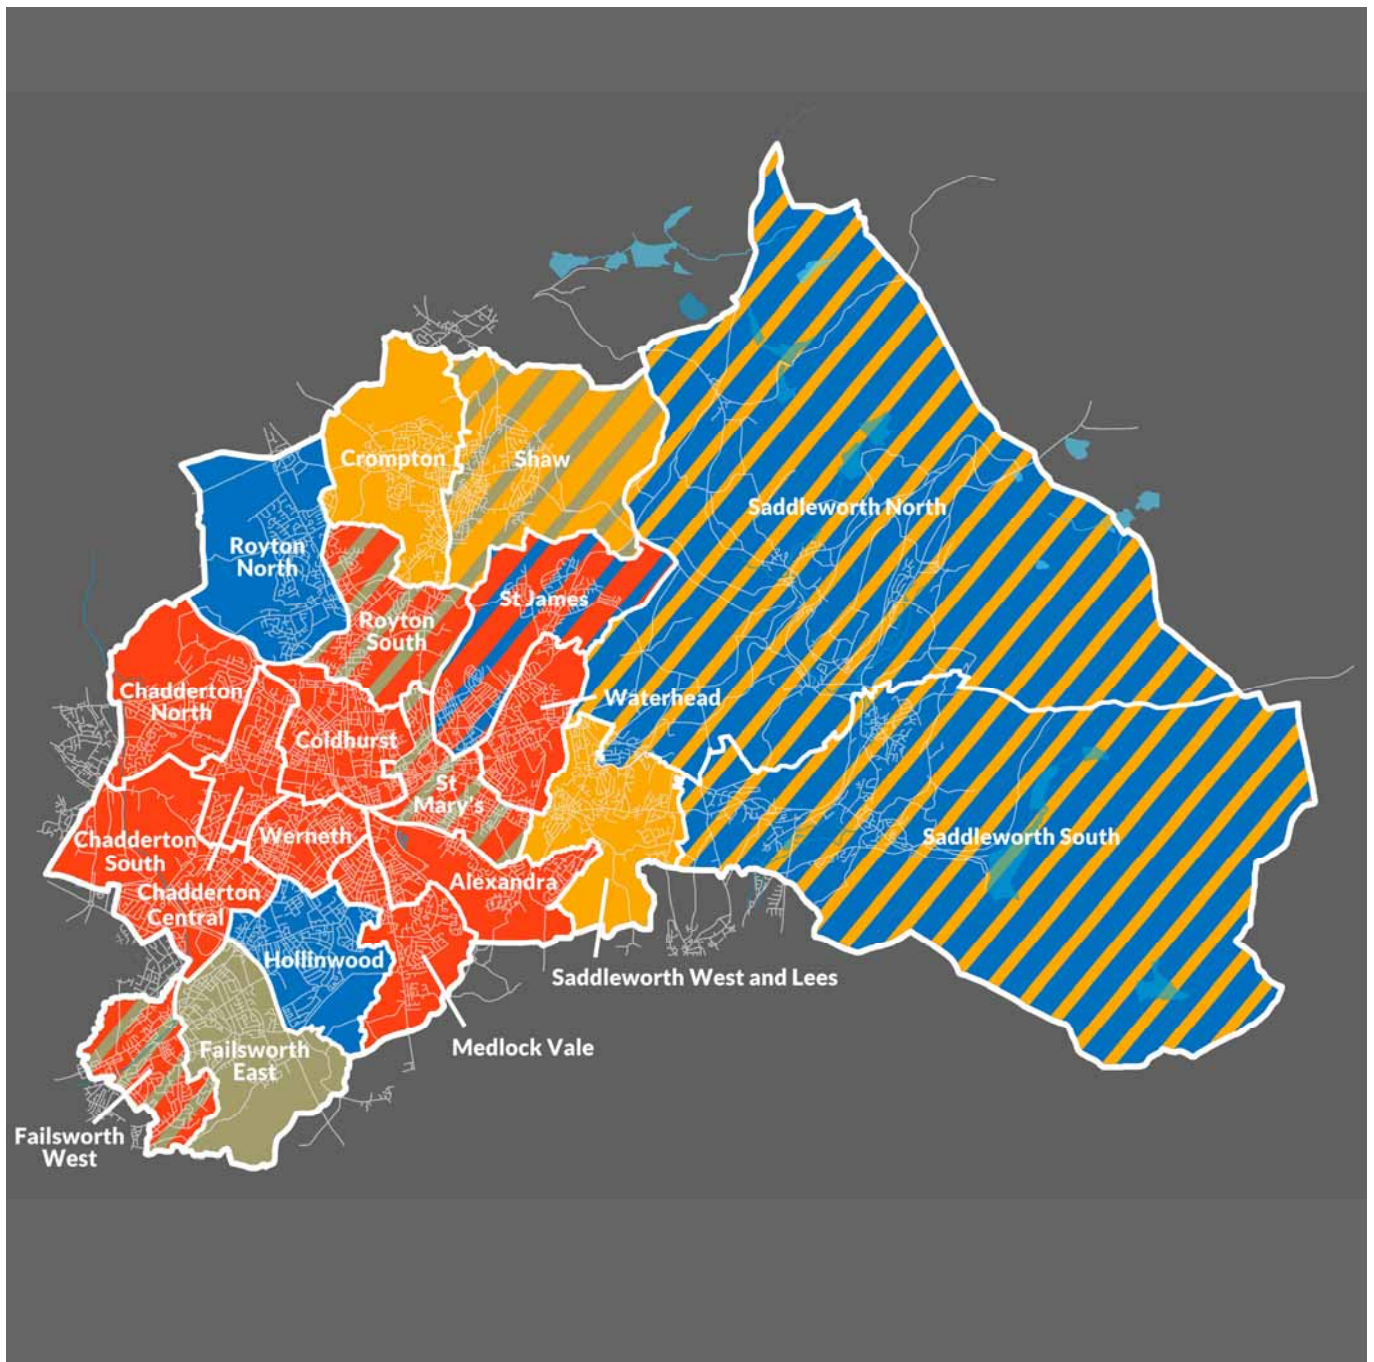 Crompton
Shaw
Saddleworth North
Royton
North
St James
Royton
South
Chadderton
North
Waterhead
Coldhurst
St
Mary's
Chadderton
South
Werneth
Saddleworth South
Alexandra
Chadderton
Central
Hollinwood
Saddleworth West and Lees
Medlock Vale
Failsworth
East
Failsworth
West